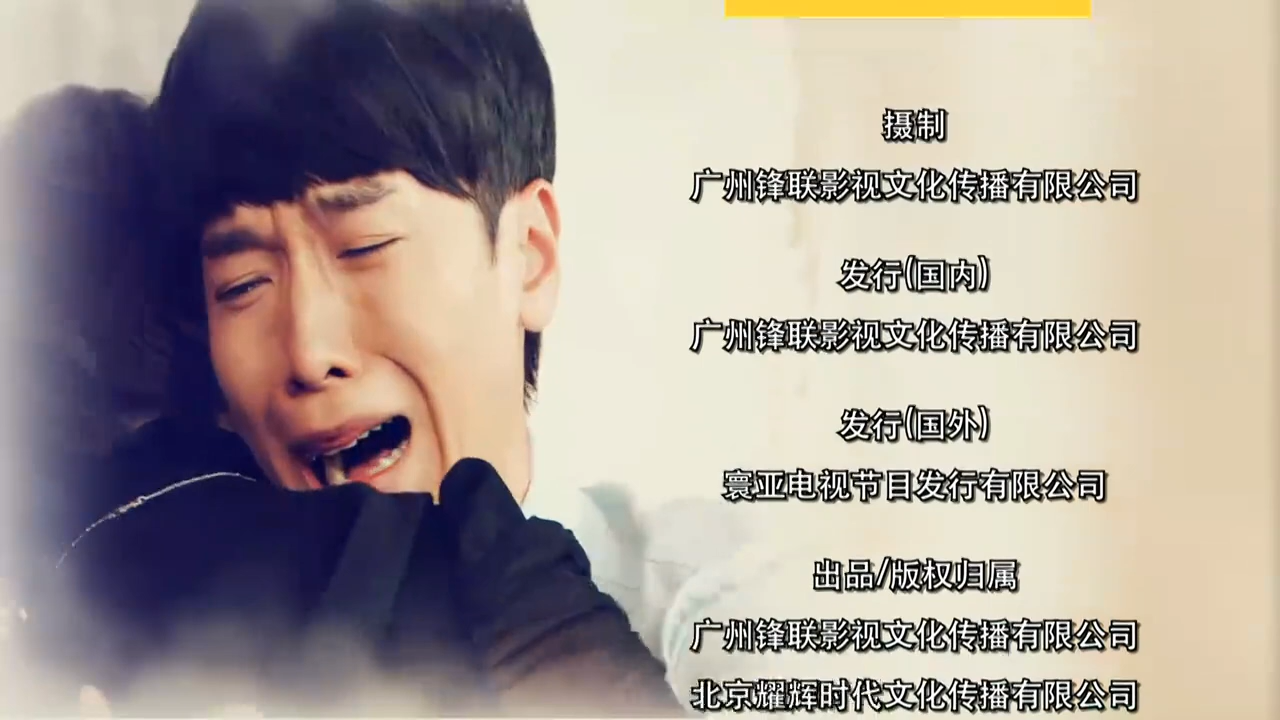 摄制
广州锋联影视文化传播有限公司
发行(国内)
广州锋联影视文化传播有限公司
发行(国外)
寰亚电视节目发行有限公司
出品/版权归属
广州锋联影视文化传播有限公司
北京耀辉时代文化传播有限公司